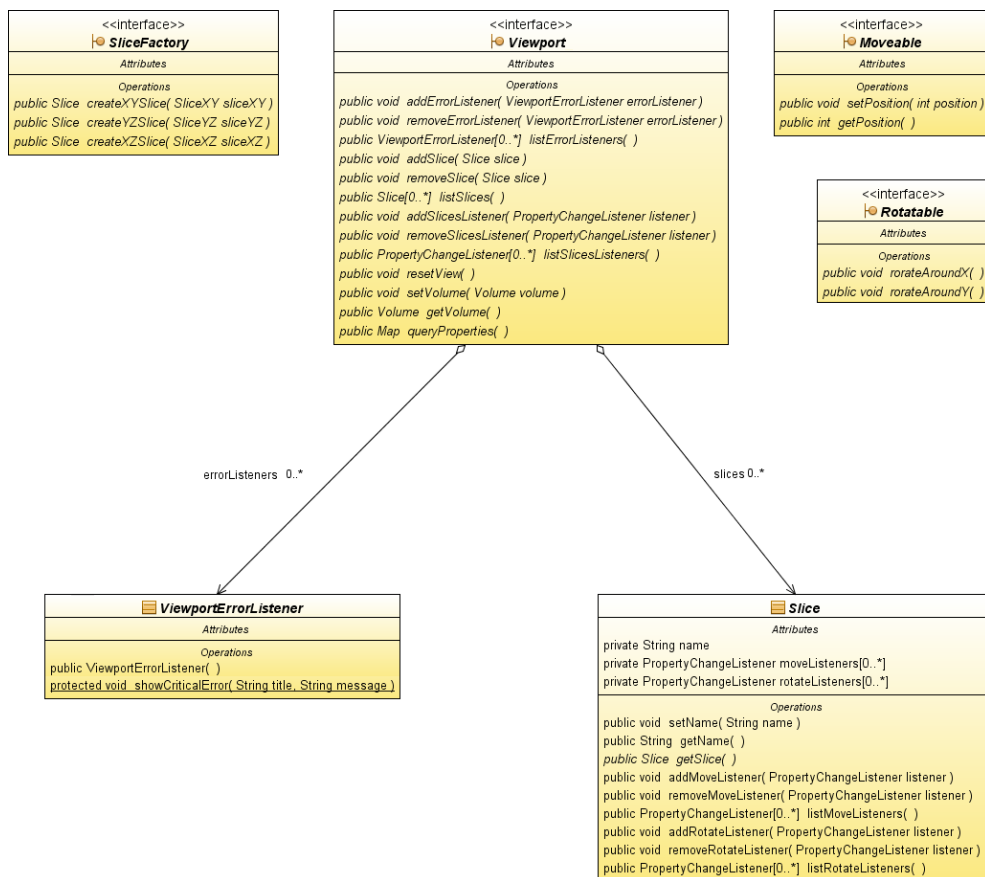 <<interface>>
SliceFactory
Attributes
Operations
public Slice createXYSlice( SliceXY sliceXY )
public Slice createYZSlice( SliceYZ sliceYZ )
public Slice createXZSlice( SliceXZ sliceXZ )
<<interface>>
Viewport
Attributes
Operations
public void addErrorListener( ViewportErrorListener errorListener )
public void removeErrorListener( ViewportErrorListener errorListener )
public ViewportErrorListener[0..*] listErrorListeners( )
public void addSlice( Slice slice )
public void removeSlice( Slice slice )
public Slice[0..*] listSlices( )
public void addSlicesListener( PropertyChangeListener listener )
public void removeSlicesListener( PropertyChangeListener listener )
public PropertyChangeListener[0..*] listSlicesListeners( )
public void resetView( )
public void setVolume( Volume volume )
public Volume getVolume( )
public Map queryProperties( )
<<interface>>
Moveable
Attributes
Operations
public void setPosition( int position )
public int getPosition( )
<<interface>>
Rotatable
Attributes
Operations
public void rorateAroundX( )
public void rorateAroundY( )
errorListeners 0..*
slices 0..*
ViewportErrorListener
Attributes
Operations
public ViewportErrorListener( )
protected void showCriticalError( String title, String message )
Slice
Attributes
private String name
private PropertyChangeListener moveListeners[0..*]
private PropertyChangeListener rotateListeners[0..*]
Operations
public void setName( String name )
public String getName( )
public Slice getSlice( )
public void addMoveListener( PropertyChangeListener listener )
public void removeMoveListener( PropertyChangeListener listener )
public PropertyChangeListener[0..*] listMoveListeners( )
public void addRotateListener( PropertyChangeListener listener )
public void removeRotateListener( PropertyChangeListener listener )
public PropertyChangeListener[0..*] listRotateListeners( )